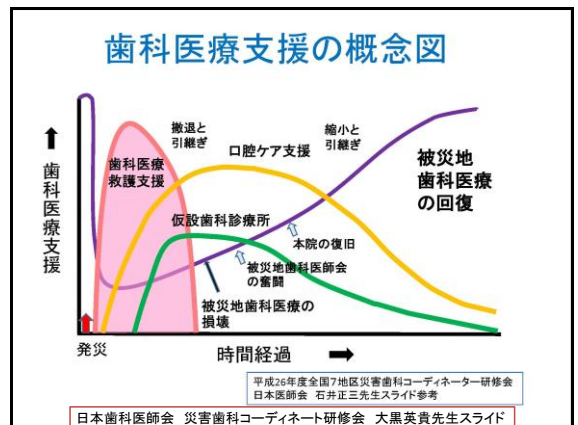 歯科医療支援の概念図
歯科医療支援
撤退と
引継ぎ
歯科医療
救護支援
口腔ケア支援
縮小と
引継ぎ
被災地
歯科医療
の回復
仮設歯科診療所
本院の復旧
被災地歯科医師会
の奮闘
被災地歯科医療の
損壊
発災
時間経過
平成26年度全国7地区災害歯科コーディネーター研修会
日本医師会 石井正三先生スライド参考
日本歯科医師会 災害歯科コーディネート研修会 大黒英貴先生スライド